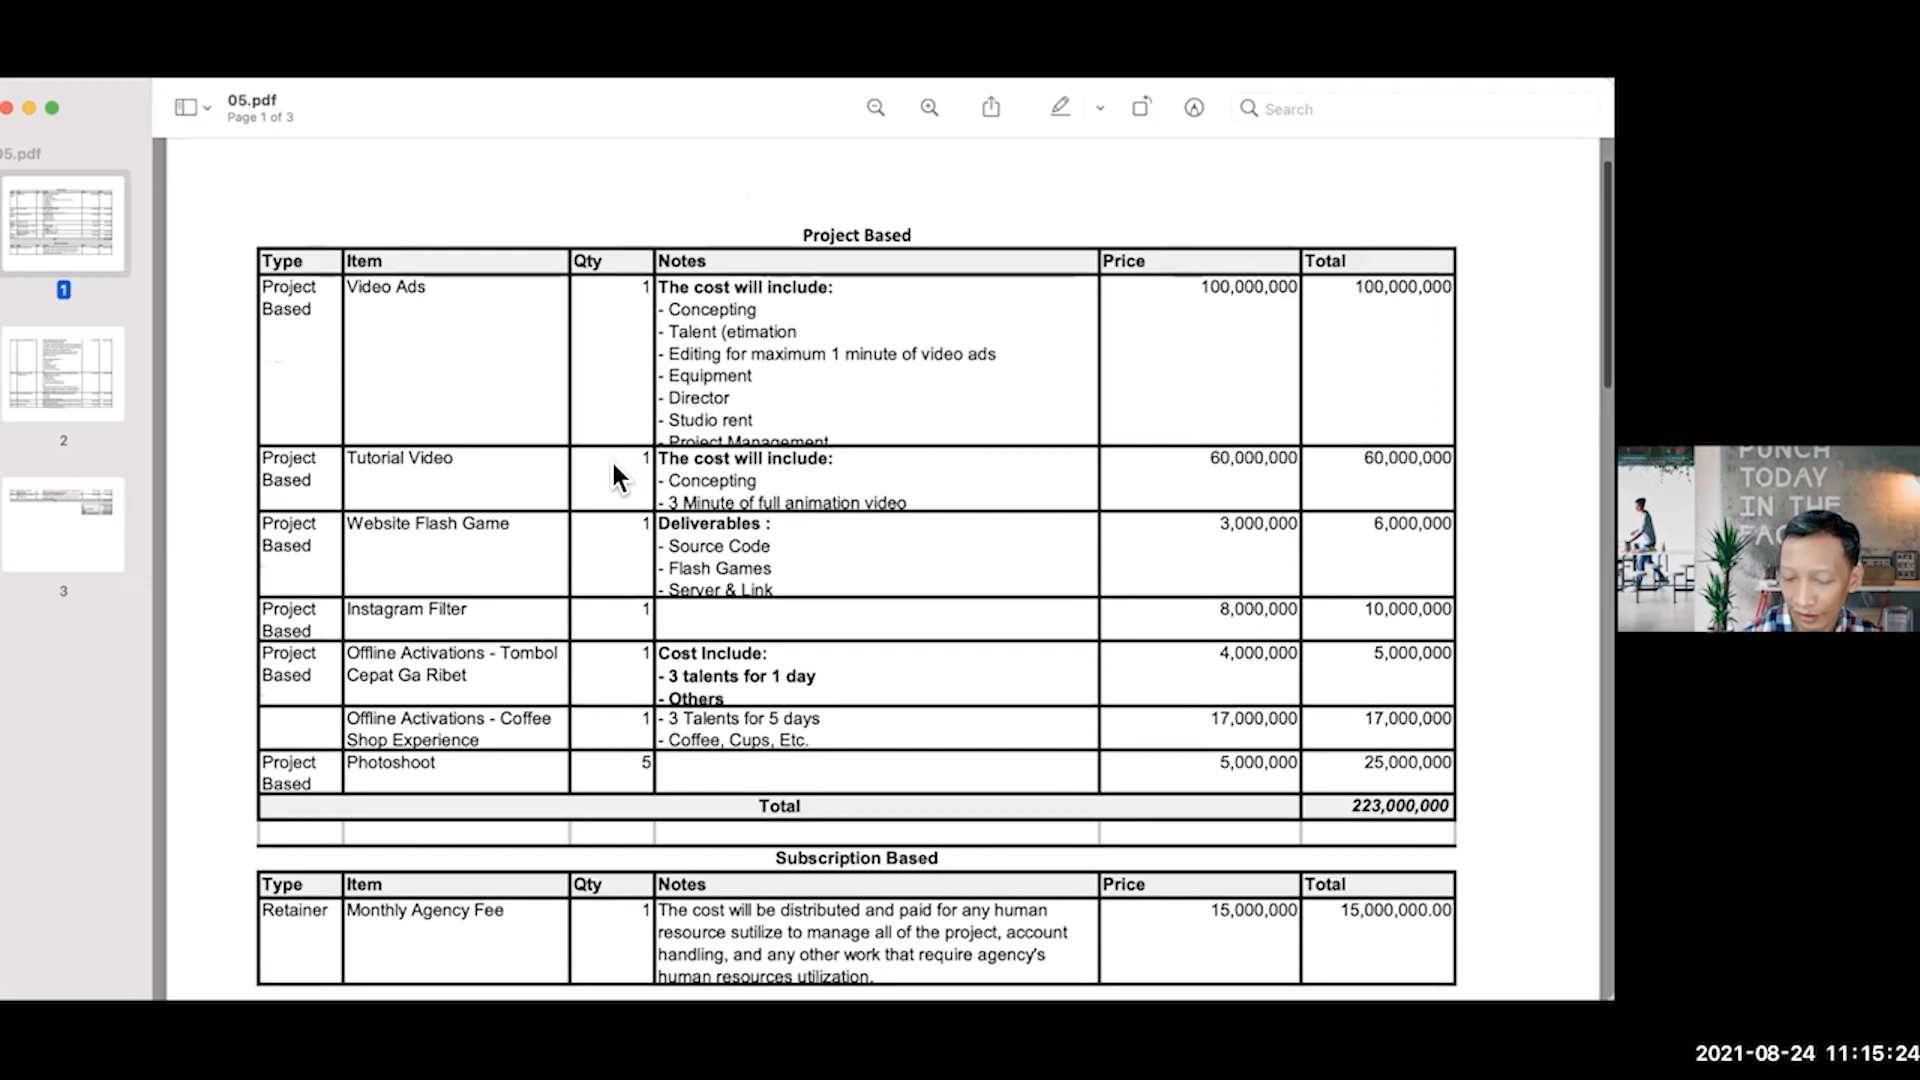 05.pdf
Page 1 of 3
Search
05.pdf
1
2
3
Project Based
Type Item Qty Notes Price Total
Project Based Video Ads 1 The cost will include: 100,000,000 100,000,000
- Concepting
- Talent (etimation
- Editing for maximum 1 minute of video ads
- Equipment
- Director
- Studio rent
- Project Management
Project Based Tutorial Video 1 The cost will include: 60,000,000 60,000,000
- Concepting
- 3 Minute of full animation video
Project Based Website Flash Game 1 Deliverables : 3,000,000 6,000,000
- Source Code
- Flash Games
- Server & Link
Project Based Instagram Filter 1 8,000,000 10,000,000
Project Based Offline Activations - Tombol Cepat Ga Ribet 1 Cost Include: 4,000,000 5,000,000
- 3 talents for 1 day
- Others
Offline Activations - Coffee Shop Experience 1 - 3 Talents for 5 days 17,000,000 17,000,000
- Coffee, Cups, Etc.
Project Based Photoshoot 5 5,000,000 25,000,000
Total 223,000,000
Subscription Based
Type Item Qty Notes Price Total
Retainer Monthly Agency Fee 1 The cost will be distributed and paid for any human 15,000,000 15,000,000.00
resource sutilize to manage all of the project, account
handling, and any other work that require agency's
human resources utilization.
PUNCH
TODAY
IN THE
2021-08-24 11:15:24